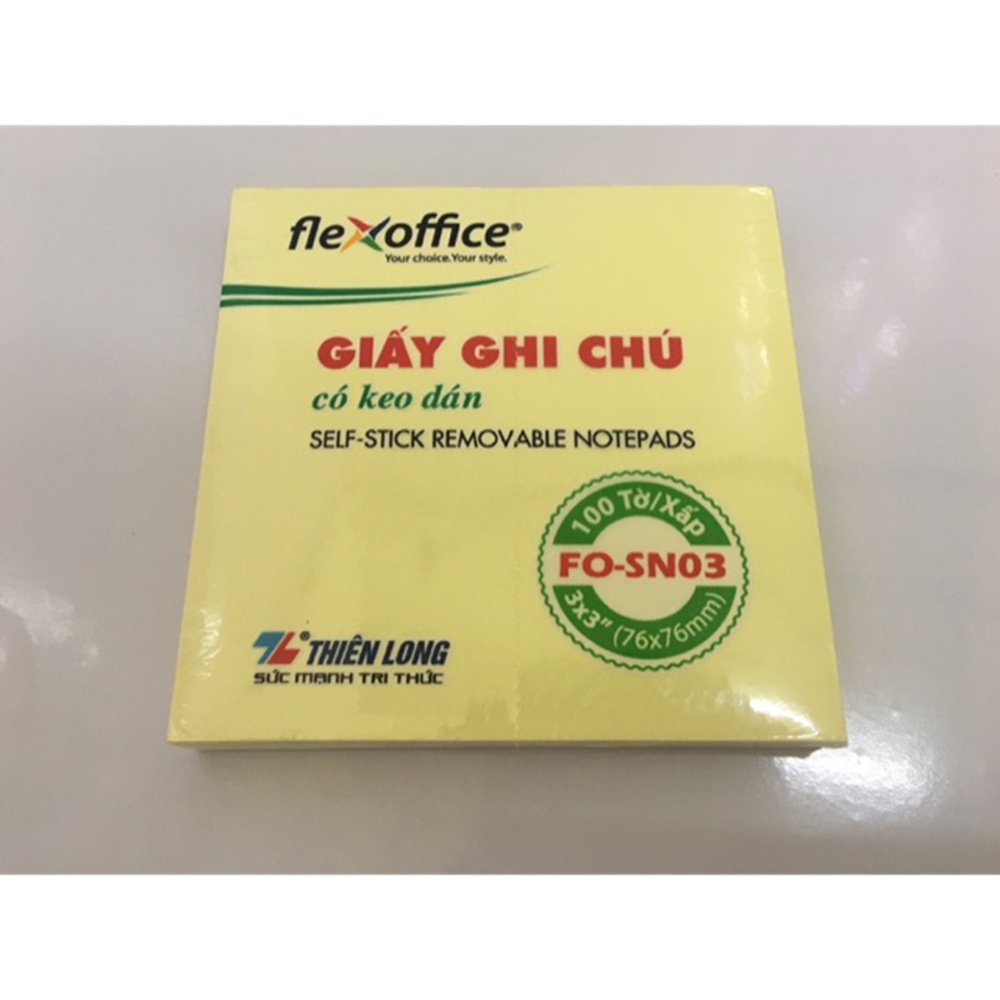 flexoffice®
Your choice.Your style.
GIẤY GHI CHÚ
có keo dán
SELF-STICK REMOVABLE NOTEPADS
100 Tờ/Xấp
FO-SN03
3x3" (76x76mm)
TL® THIÊN LONG
SỨC MẠNH TRI THỨC